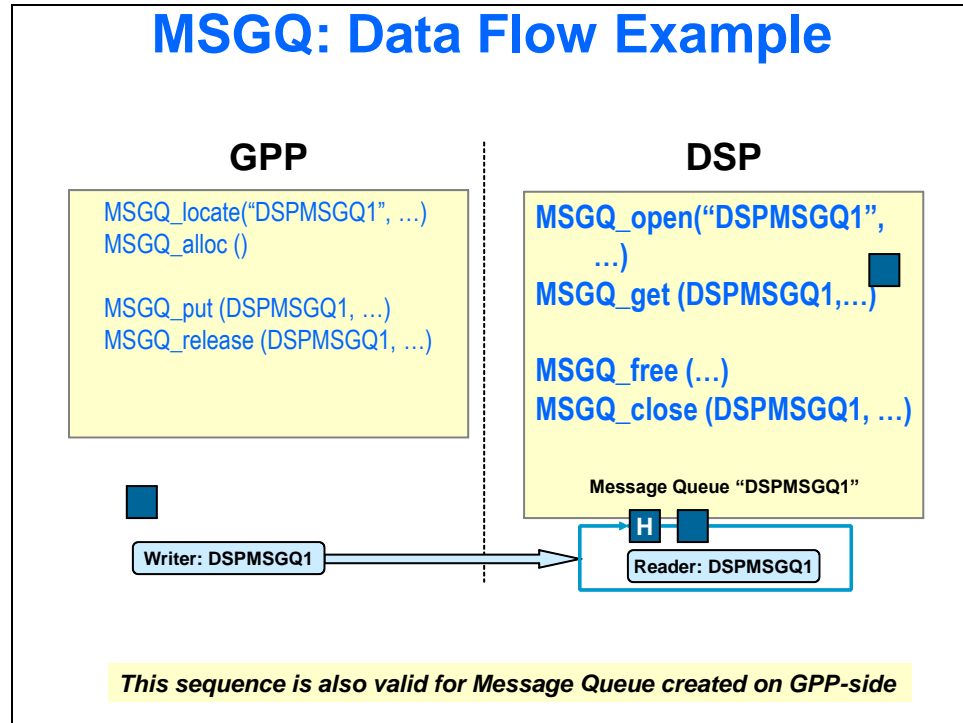 MSGQ: Data Flow Example
GPP
MSGQ_locate(“DSPMSGQ1”, …)
MSGQ_alloc ()
MSGQ_put (DSPMSGQ1, …)
MSGQ_release (DSPMSGQ1, …)
DSP
MSGQ_open(“DSPMSGQ1”,
…)
MSGQ_get (DSPMSGQ1,…)
MSGQ_free (…)
MSGQ_close (DSPMSGQ1, …)
Message Queue “DSPMSGQ1”
H
Writer: DSPMSGQ1
Reader: DSPMSGQ1
This sequence is also valid for Message Queue created on GPP-side